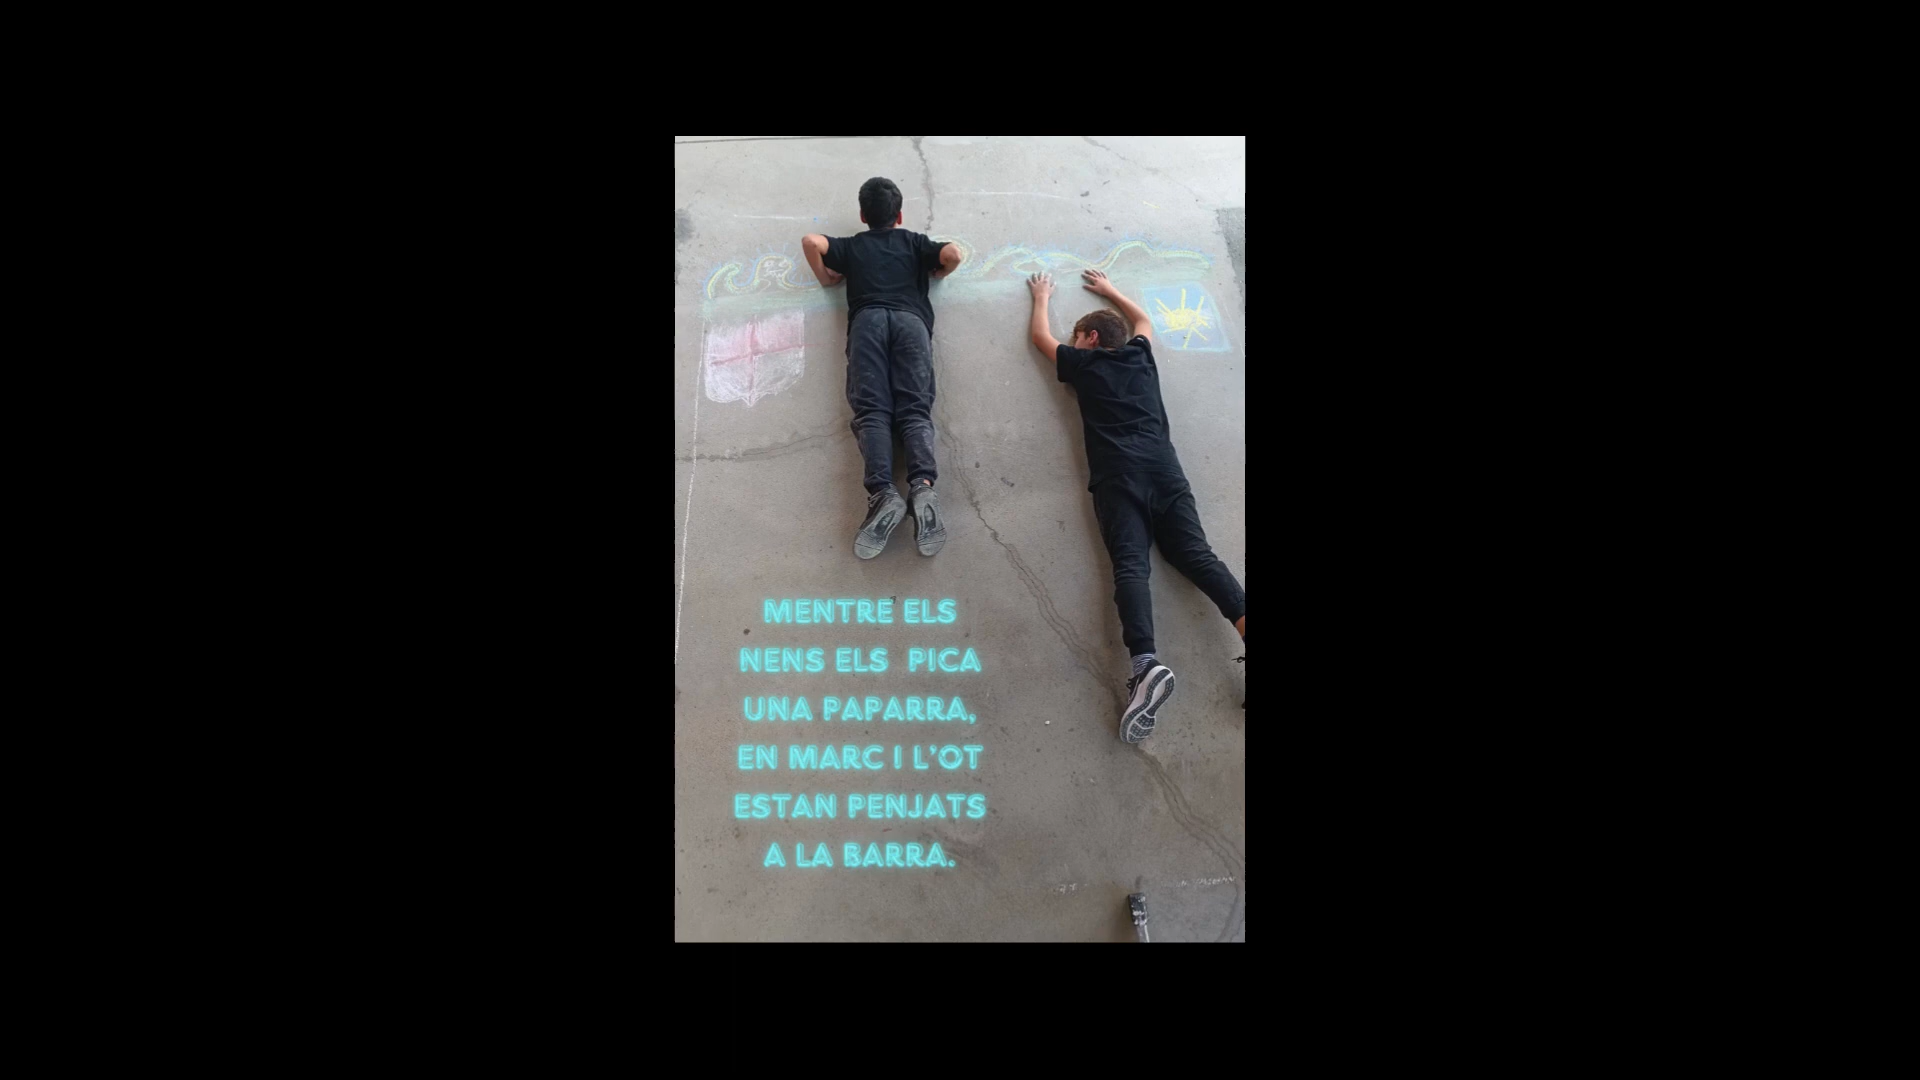 MENTRE ELS
NENS ELS PICA
UNA PAPARRA,
EN MARC I L'OT
ESTAN PENJATS
A LA BARRA.